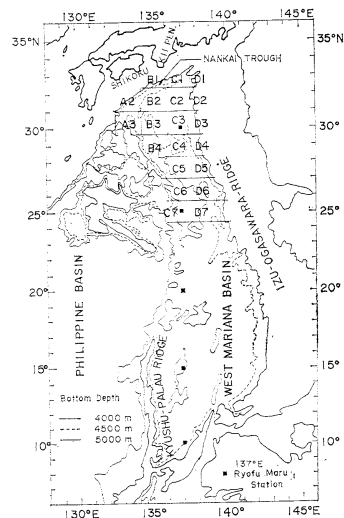 130°E 135°E 140°E 145°E
35°N
35°N
KII PLN.
SHIKOKU
NANKAI TROUGH
B1 C1 D1
A2 B2 C2 D2
A3 B3 C3 D3
30°
30°
B4 C4 D4
C5 D5
C6 D6
C7 D7
25°
25°
IZU-OGASAWARA-RIDGE
20°
20°
PHILIPPINE BASIN
WEST MARIANA BASIN
KYUSHU-PALAU RIDGE
15°
15°
Bottom Depth
4000 m
4500 m
5000 m
10°
10°
137°E
Ryofu Maru
Station
130°E 135°E 140°E 145°E